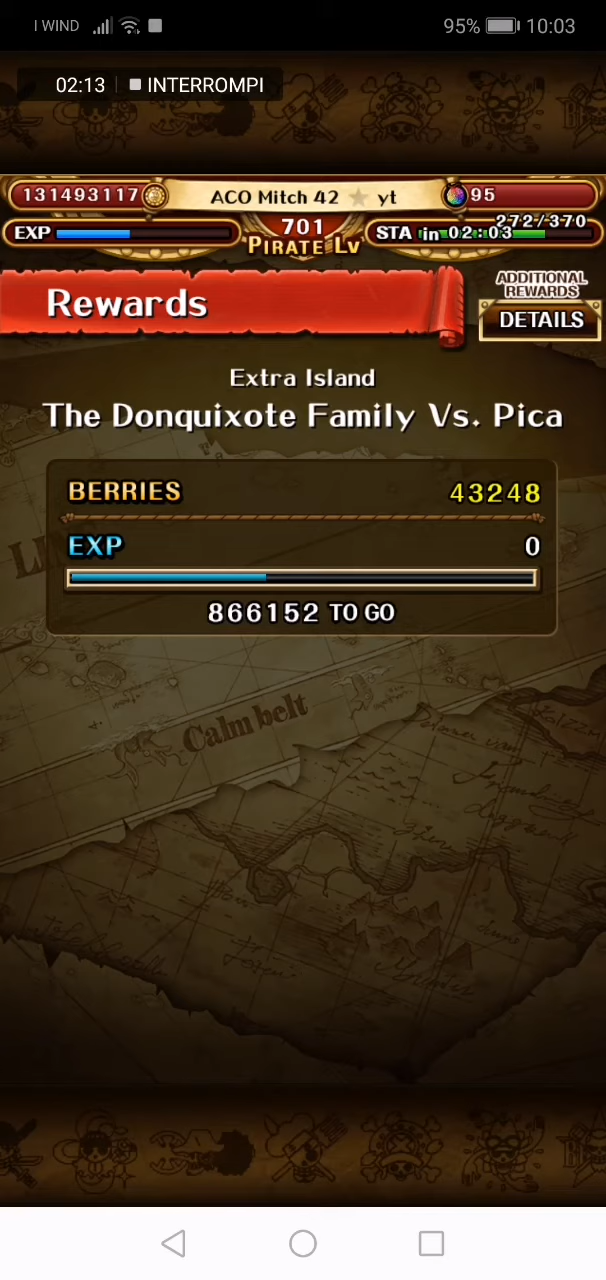 I WIND 95% 10:03
02:13 INTERROMPI
131493117 ACO Mitch 42 yt 95
EXP 701 STA in 02:03 272/370
PIRATE Lv
Rewards
ADDITIONAL
REWARDS
DETAILS
Extra Island
The Donquixote Family Vs. Pica
BERRIES 43248
EXP 0
866152 TO GO
Calm belt